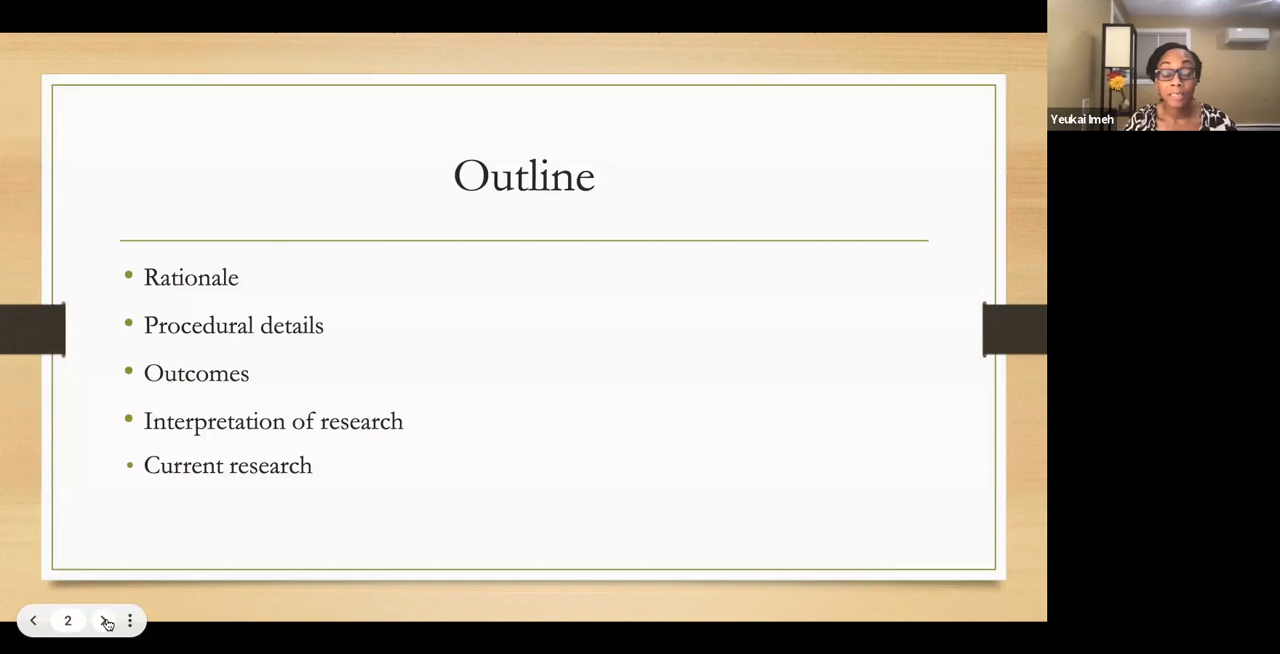 Outline
Rationale
Procedural details
Outcomes
Interpretation of research
Current research
Yeukai Imeh
2